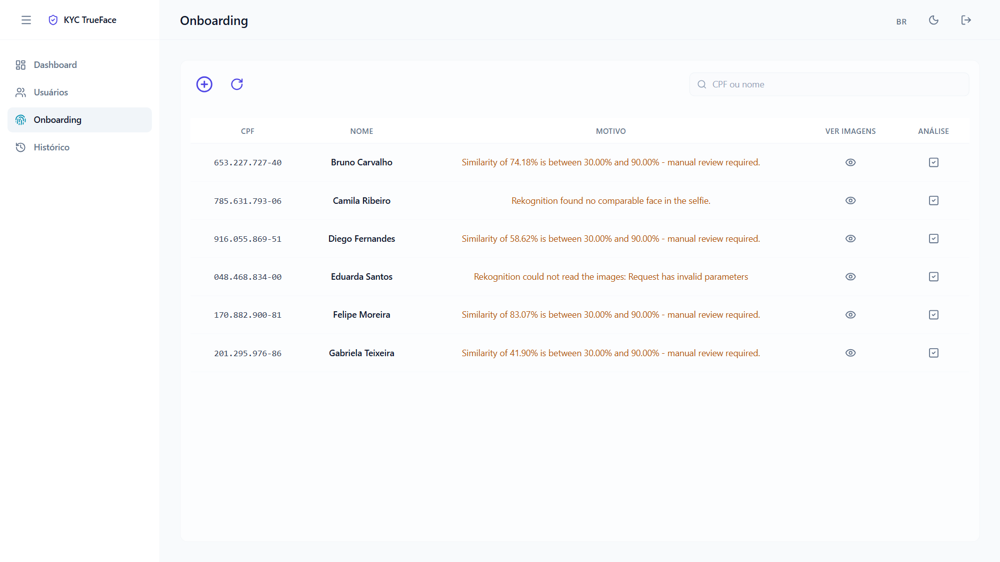 KYC TrueFace
Onboarding
BR
Dashboard
Usuários
Onboarding
Histórico
CPF ou nome
CPF NOME MOTIVO VER IMAGENS ANÁLISE
653.227.727-40 Bruno Carvalho Similarity of 74.18% is between 30.00% and 90.00% - manual review required.
785.631.793-06 Camila Ribeiro Rekognition found no comparable face in the selfie.
916.055.869-51 Diego Fernandes Similarity of 58.62% is between 30.00% and 90.00% - manual review required.
048.468.834-00 Eduarda Santos Rekognition could not read the images: Request has invalid parameters
170.882.900-81 Felipe Moreira Similarity of 83.07% is between 30.00% and 90.00% - manual review required.
201.295.976-86 Gabriela Teixeira Similarity of 41.90% is between 30.00% and 90.00% - manual review required.